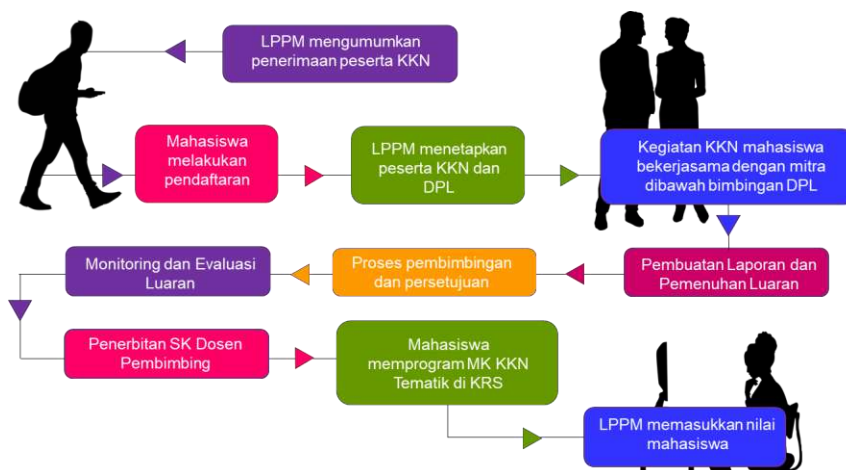 LPPM mengumumkan
penerimaan peserta KKN
Mahasiswa
melakukan
pendaftaran
LPPM menetapkan
peserta KKN dan
DPL
Kegiatan KKN mahasiswa
bekerjasama dengan mitra
dibawah bimbingan DPL
Monitoring dan Evaluasi
Luaran
Proses pembimbingan
dan persetujuan
Pembuatan Laporan dan
Pemenuhan Luaran
Penerbitan SK Dosen
Pembimbing
Mahasiswa
memprogram MK KKN
Tematik di KRS
LPPM memasukkan nilai
mahasiswa